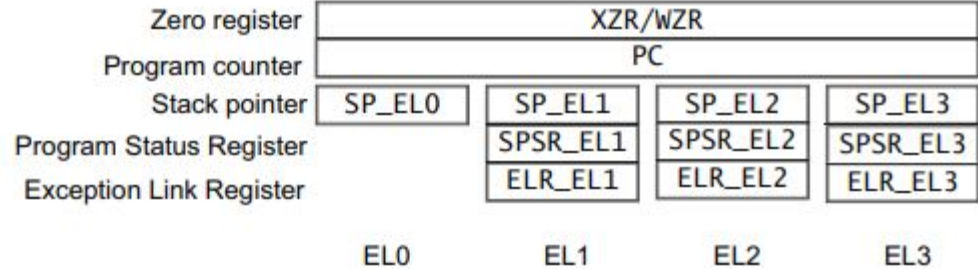 Zero register XZR/WZR
Program counter PC
Stack pointer SP_EL0 SP_EL1 SP_EL2 SP_EL3
Program Status Register SPSR_EL1 SPSR_EL2 SPSR_EL3
Exception Link Register ELR_EL1 ELR_EL2 ELR_EL3
EL0 EL1 EL2 EL3